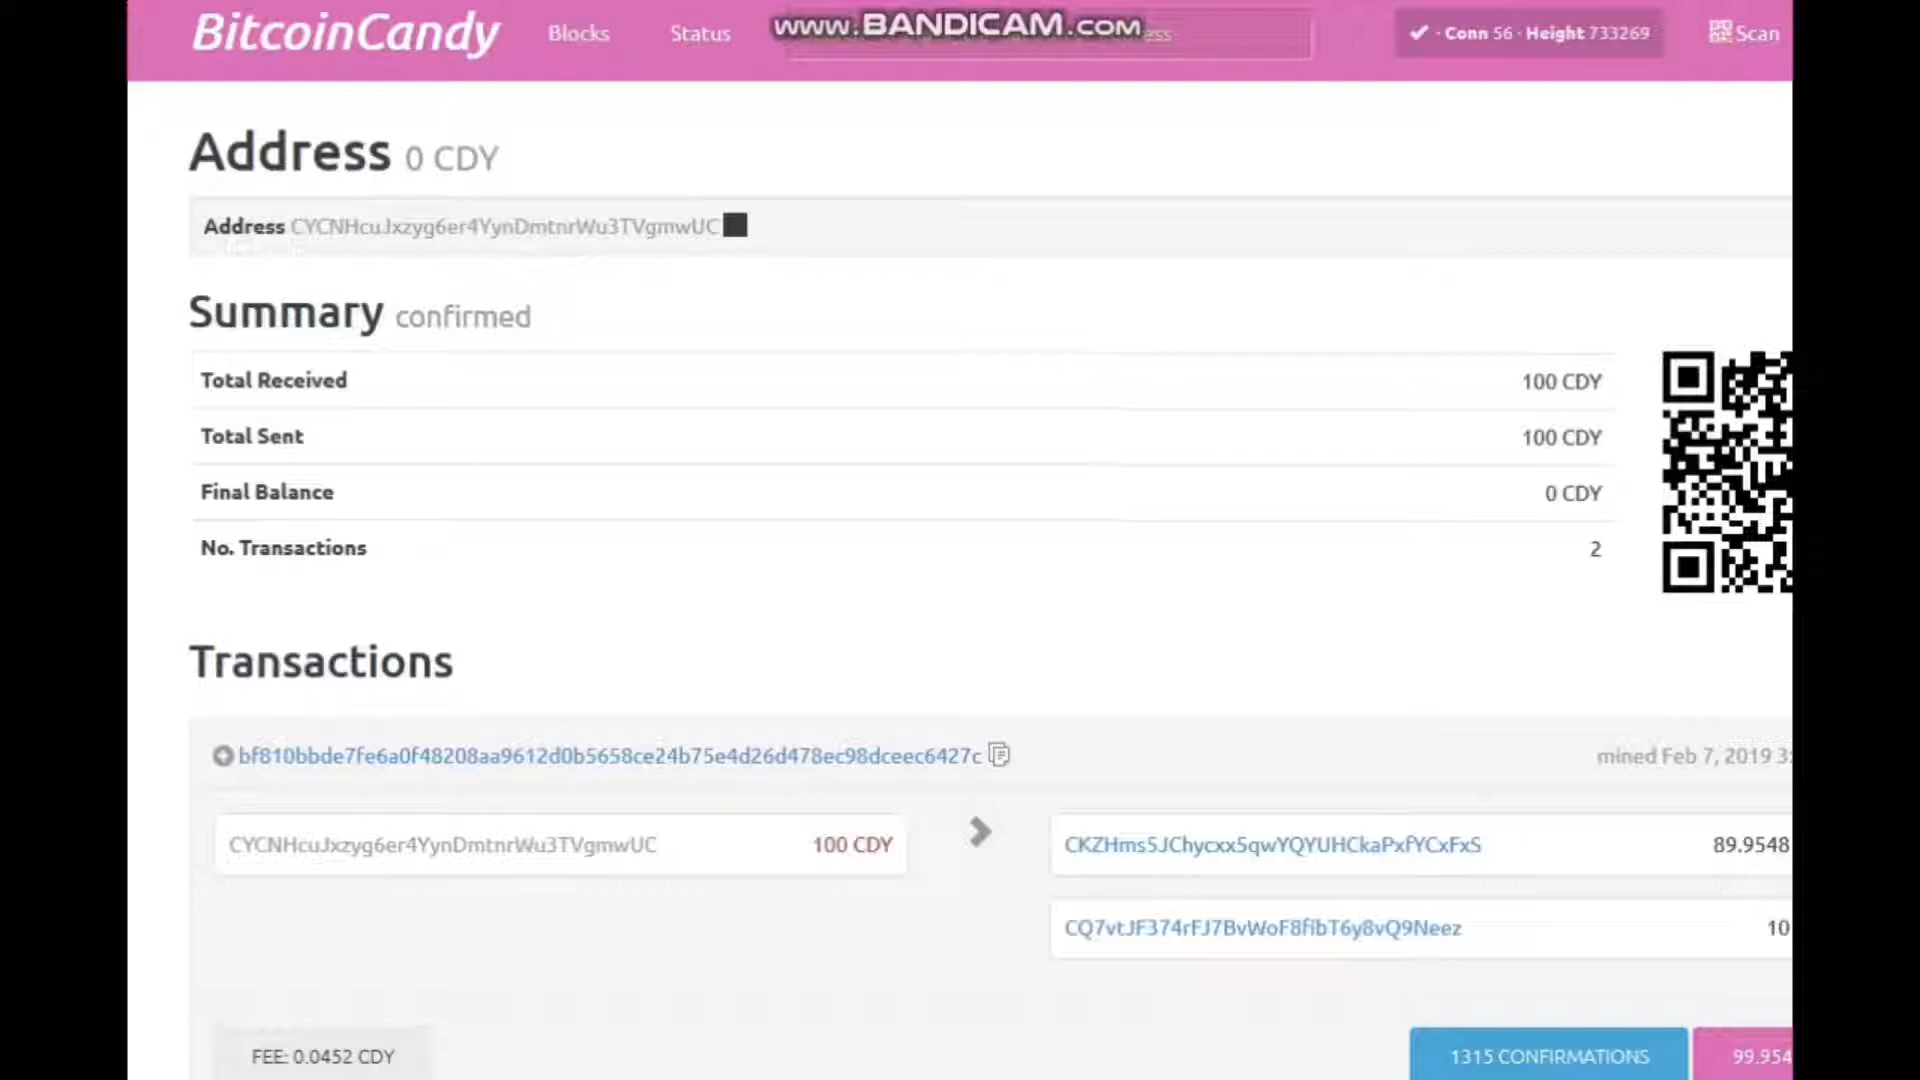 BitcoinCandy Blocks Status www.BANDICAM.com ess · Conn 56 · Height 733269 Scan
Address 0 CDY
Address CYCNHcuJxzyg6er4YynDmtnrWu3TVgmwUC
Summary confirmed
Total Received 100 CDY
Total Sent 100 CDY
Final Balance 0 CDY
No. Transactions 2
Transactions
bf810bbde7fe6a0f48208aa9612d0b5658ce24b75e4d26d478ec98dceec6427c mined Feb 7, 2019 3:
CYCNHcuJxzyg6er4YynDmtnrWu3TVgmwUC 100 CDY CKZHms5JChycxx5qwYQYUHCkaPxfYCxFxS 89.9548
CQ7vtJF374rFJ7BvWoF8fibT6y8vQ9Neez 10
FEE: 0.0452 CDY 1315 CONFIRMATIONS 99.954